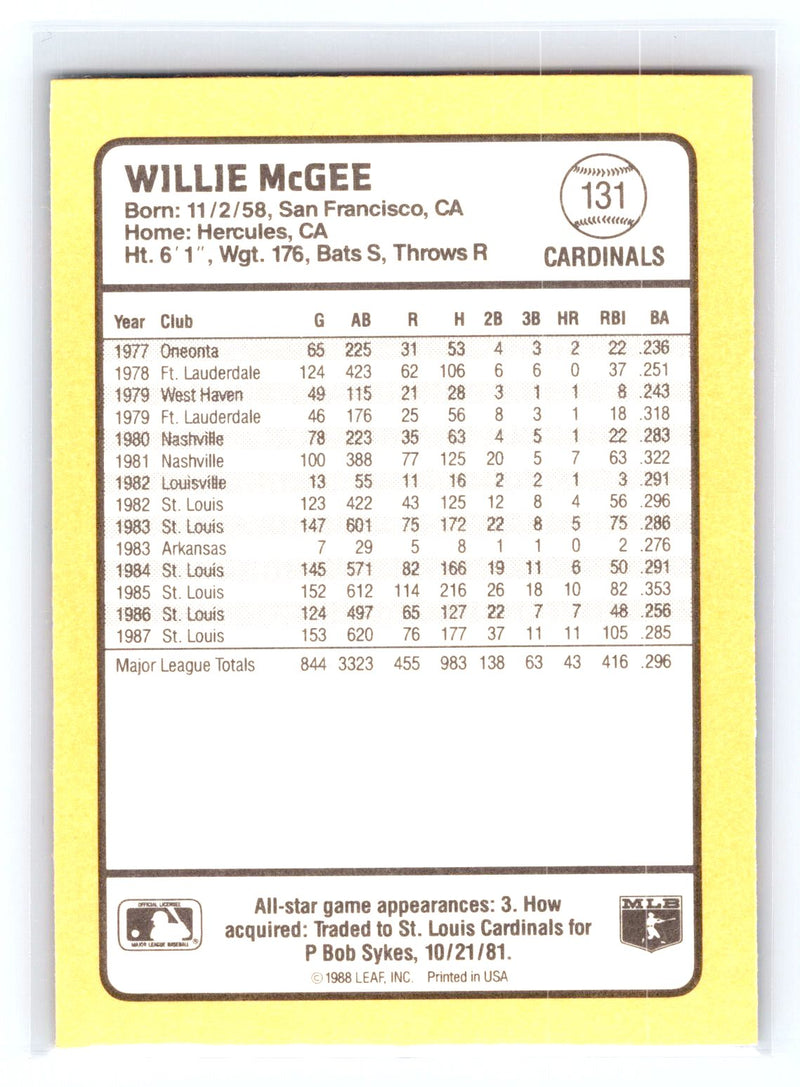 WILLIE McGEE
Born: 11/2/58, San Francisco, CA
Home: Hercules, CA
Ht. 6'1", Wgt. 176, Bats S, Throws R
131
CARDINALS
Year Club G AB R H 2B 3B HR RBI BA
1977 Oneonta 65 225 31 53 4 3 2 22 .236
1978 Ft. Lauderdale 124 423 62 106 6 6 0 37 .251
1979 West Haven 49 115 21 28 3 1 1 8 .243
1979 Ft. Lauderdale 46 176 25 56 8 3 1 18 .318
1980 Nashville 78 223 35 63 4 5 1 22 .283
1981 Nashville 100 388 77 125 20 5 7 63 .322
1982 Louisville 13 55 11 16 2 2 1 3 .291
1982 St. Louis 123 422 43 125 12 8 4 56 .296
1983 St. Louis 147 601 75 172 22 8 5 75 .286
1983 Arkansas 7 29 5 8 1 1 0 2 .276
1984 St. Louis 145 571 82 166 19 11 6 50 .291
1985 St. Louis 152 612 114 216 26 18 10 82 .353
1986 St. Louis 124 497 65 127 22 7 7 48 .256
1987 St. Louis 153 620 76 177 37 11 11 105 .285
Major League Totals 844 3323 455 983 138 63 43 416 .296
OFFICIAL LICENSEE
MAJOR LEAGUE BASEBALL
All-star game appearances: 3. How
acquired: Traded to St. Louis Cardinals for
P Bob Sykes, 10/21/81.
© 1988 LEAF, INC. Printed in USA
MLB